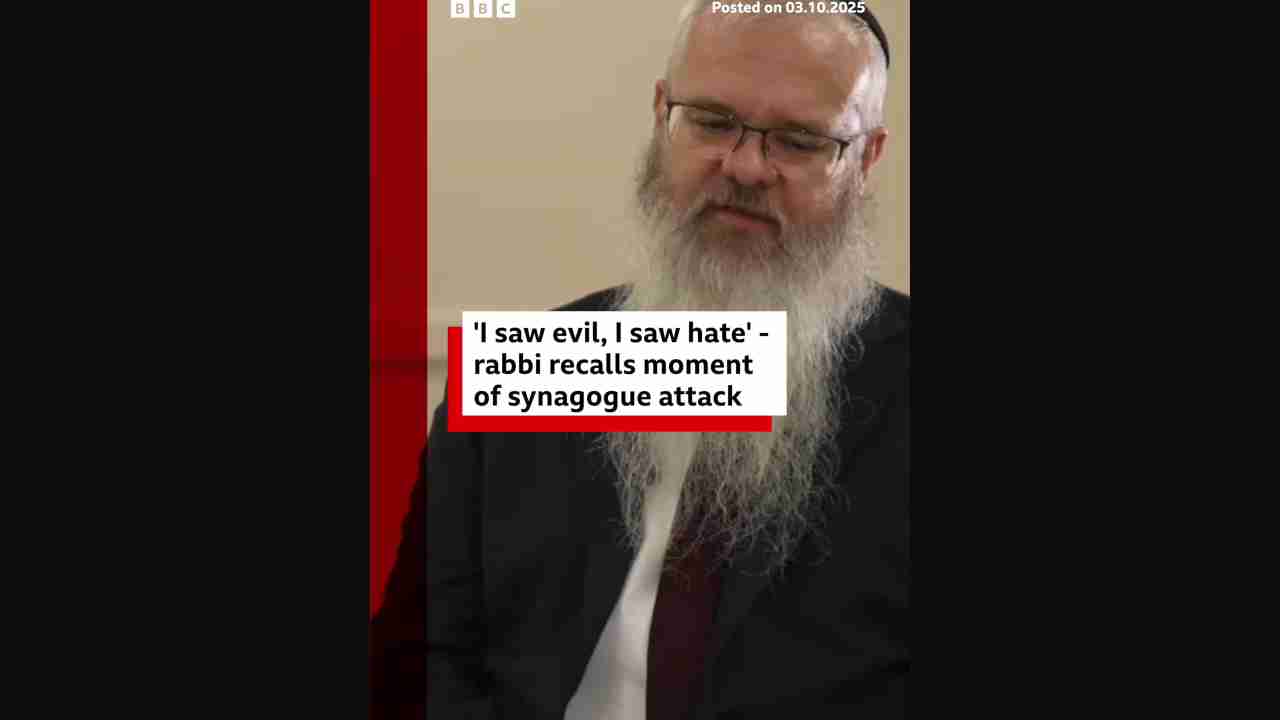 BBC
Posted on 03.10.2025
'I saw evil, I saw hate' -
rabbi recalls moment
of synagogue attack